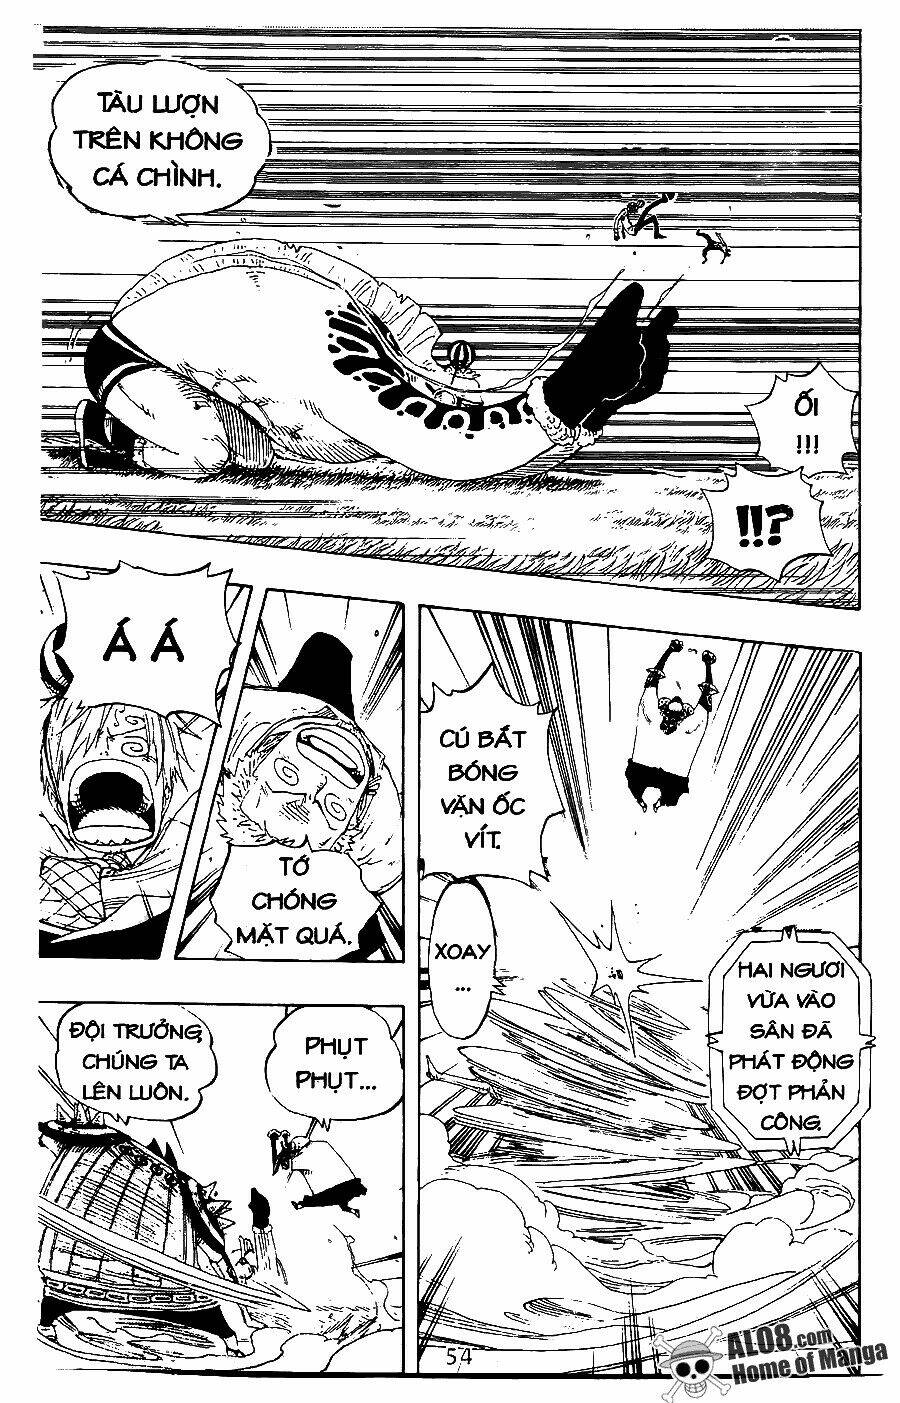 TÀU LƯỢN
TRÊN KHÔNG
CÁ CHÌNH.
ỐI
!!!
!!?
Á Á
TỚ
CHÓNG
MẶT QUÁ.
CÚ BẮT
BÓNG
VẶN ỐC
VÍT.
XOAY
...
HAI NGƯƠI
VỪA VÀO
SÂN ĐÃ
PHÁT ĐỘNG
ĐỢT PHẢN
CÔNG.
ĐỘI TRƯỞNG,
CHÚNG TA
LÊN LUÔN.
PHỤT
PHỤT...
54
ALO8.com
Home of Manga